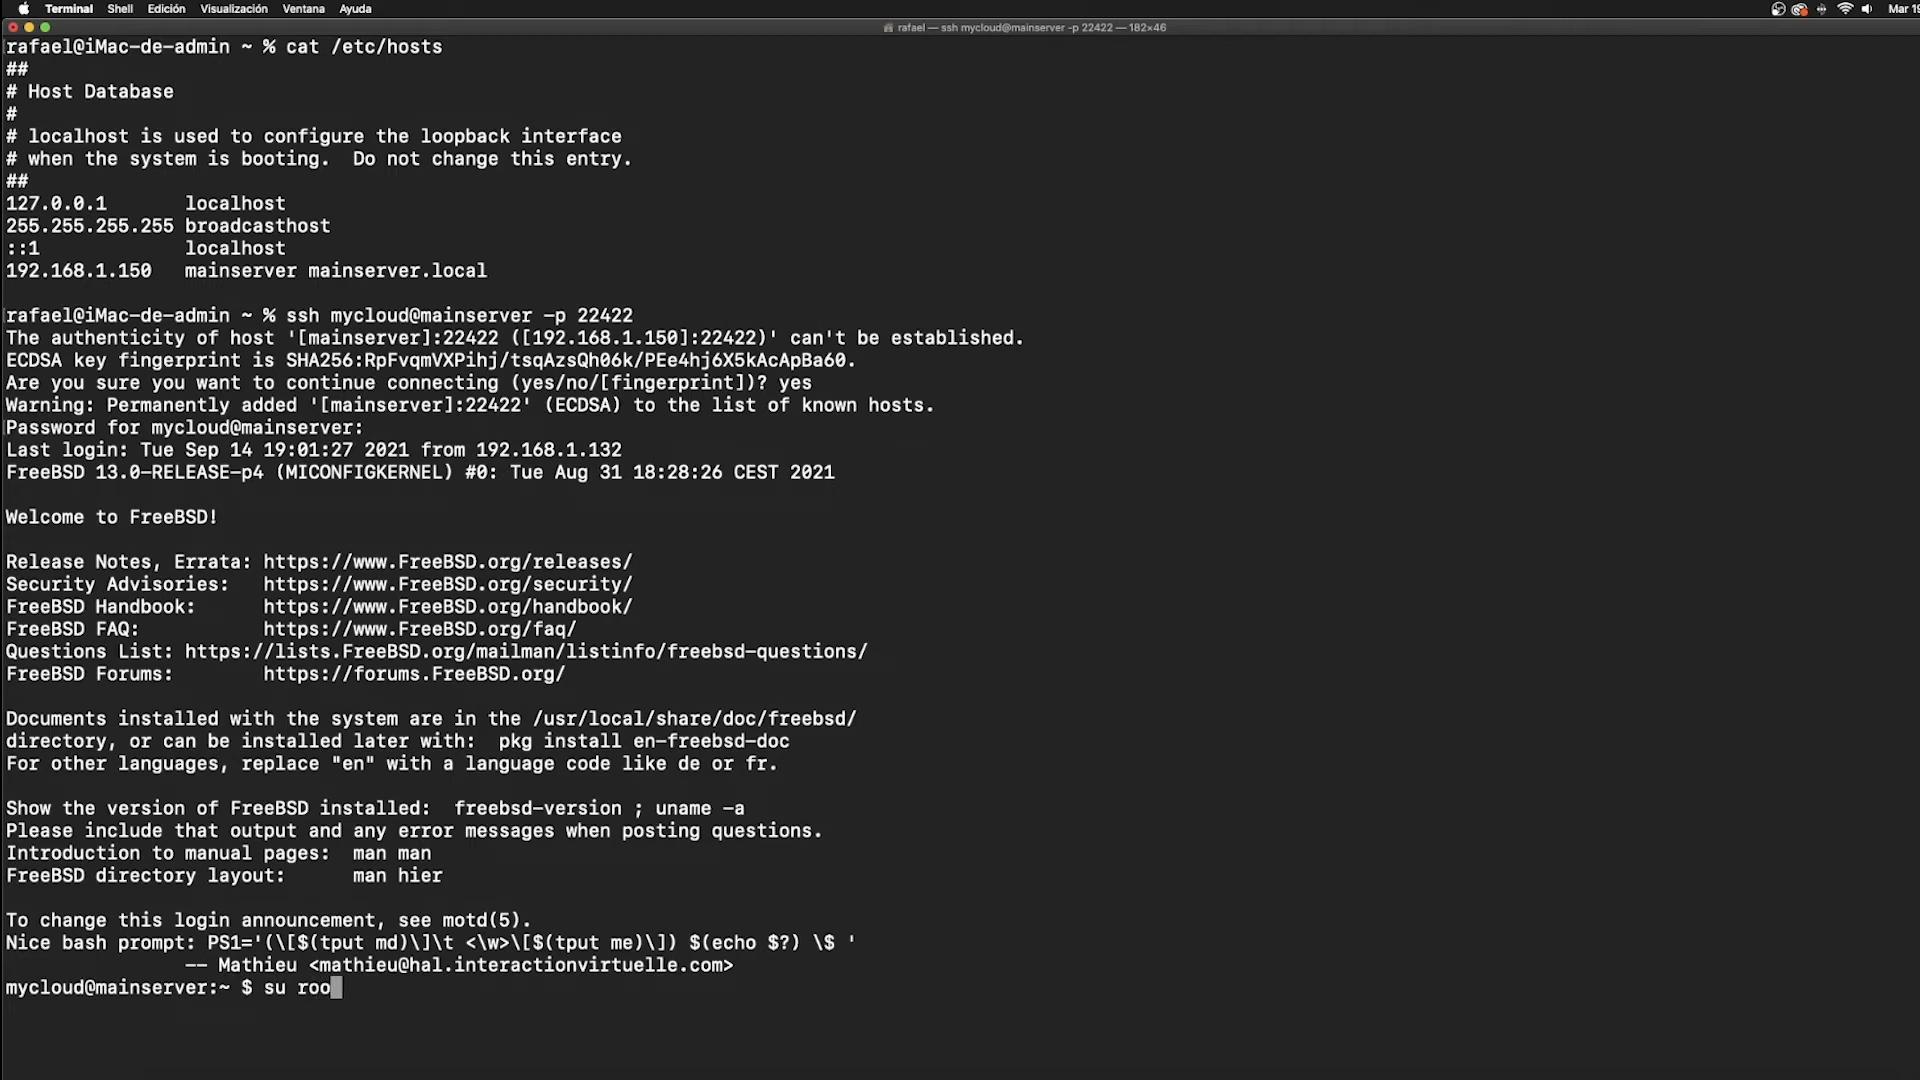 Terminal Shell Edición Visualización Ventana Ayuda
Mar 19
rafael — ssh mycloud@mainserver -p 22422 — 182×46
rafael@iMac-de-admin ~ % cat /etc/hosts
##
# Host Database
#
# localhost is used to configure the loopback interface
# when the system is booting.  Do not change this entry.
##
127.0.0.1       localhost
255.255.255.255 broadcasthost
::1             localhost
192.168.1.150   mainserver mainserver.local
rafael@iMac-de-admin ~ % ssh mycloud@mainserver -p 22422
The authenticity of host '[mainserver]:22422 ([192.168.1.150]:22422)' can't be established.
ECDSA key fingerprint is SHA256:RpFvqmVXPihj/tsqAzsQh06k/PEe4hj6X5kAcApBa60.
Are you sure you want to continue connecting (yes/no/[fingerprint])? yes
Warning: Permanently added '[mainserver]:22422' (ECDSA) to the list of known hosts.
Password for mycloud@mainserver:
Last login: Tue Sep 14 19:01:27 2021 from 192.168.1.132
FreeBSD 13.0-RELEASE-p4 (MICONFIGKERNEL) #0: Tue Aug 31 18:28:26 CEST 2021
Welcome to FreeBSD!
Release Notes, Errata: https://www.FreeBSD.org/releases/
Security Advisories:   https://www.FreeBSD.org/security/
FreeBSD Handbook:      https://www.FreeBSD.org/handbook/
FreeBSD FAQ:           https://www.FreeBSD.org/faq/
Questions List: https://lists.FreeBSD.org/mailman/listinfo/freebsd-questions/
FreeBSD Forums:        https://forums.FreeBSD.org/
Documents installed with the system are in the /usr/local/share/doc/freebsd/
directory, or can be installed later with:  pkg install en-freebsd-doc
For other languages, replace "en" with a language code like de or fr.
Show the version of FreeBSD installed:  freebsd-version ; uname -a
Please include that output and any error messages when posting questions.
Introduction to manual pages:  man man
FreeBSD directory layout:      man hier
To change this login announcement, see motd(5).
Nice bash prompt: PS1='(\[$(tput md)\]\t <\w>\[$(tput me)\]) $(echo $?) \$ '
                -- Mathieu <mathieu@hal.interactionvirtuelle.com>
mycloud@mainserver:~ $ su roo